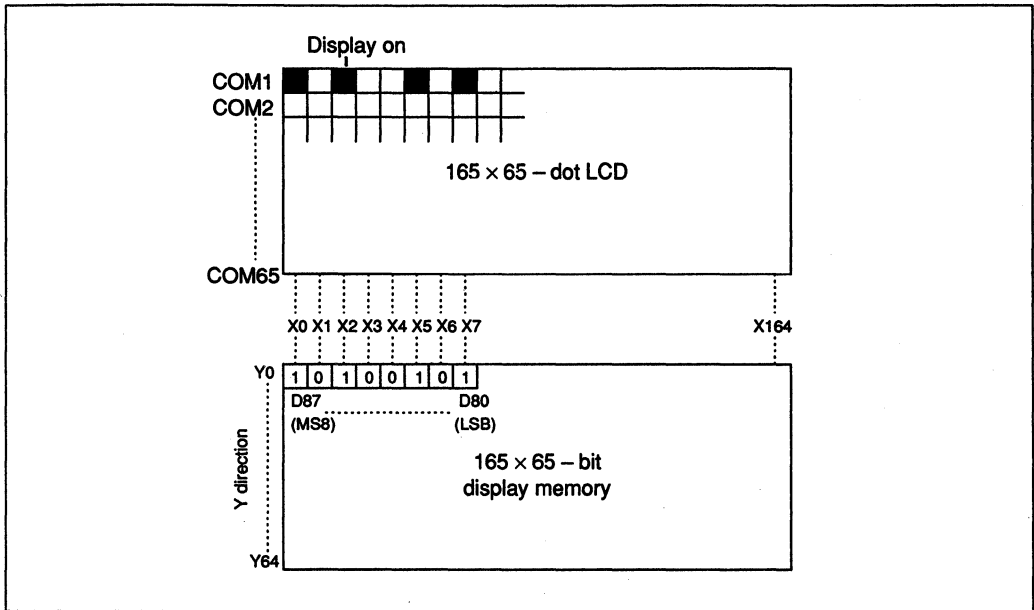 Display on
COM1
COM2
165 × 65 – dot LCD
COM65
X0 X1 X2 X3 X4 X5 X6 X7 X164
Y0 1 0 1 0 0 1 0 1
D87 D80
(MS8) (LSB)
Y direction
165 × 65 – bit
display memory
Y64